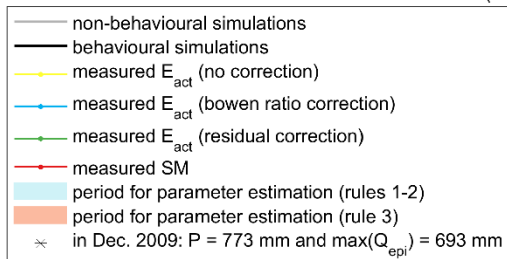 non-behavioural simulations
behavioural simulations
measured E_act (no correction)
measured E_act (bowen ratio correction)
measured E_act (residual correction)
measured SM
period for parameter estimation (rules 1-2)
period for parameter estimation (rule 3)
in Dec. 2009: P = 773 mm and max(Q_epi) = 693 mm